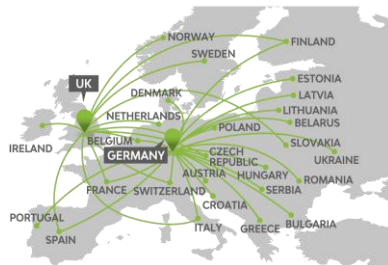 NORWAY
FINLAND
SWEDEN
UK
ESTONIA
DENMARK
LATVIA
LITHUANIA
NETHERLANDS
BELARUS
POLAND
IRELAND
BELGIUM
SLOVAKIA
GERMANY
CZECH
REPUBLIC
UKRAINE
AUSTRIA
HUNGARY
ROMANIA
FRANCE
SWITZERLAND
SERBIA
CROATIA
PORTUGAL
ITALY
GREECE
BULGARIA
SPAIN